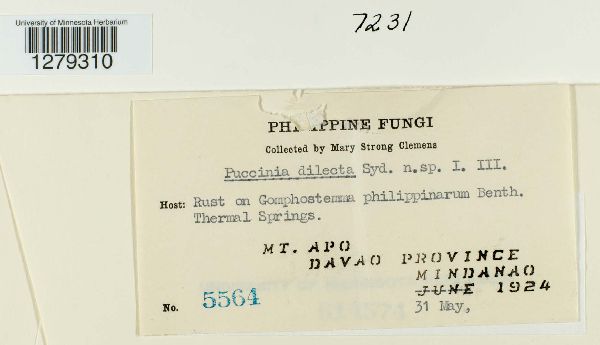 University of Minnesota Herbarium
1279310
7231
PHILIPPINE FUNGI
Collected by Mary Strong Clemens
Puccinia dilecta Syd. n.sp. I. III.
Host: Rust on Gomphostemma philippinarum Benth.
Thermal Springs.
MT. APO
DAVAO PROVINCE
MINDANAO
JUNE 1924
31 May,
No. 5564